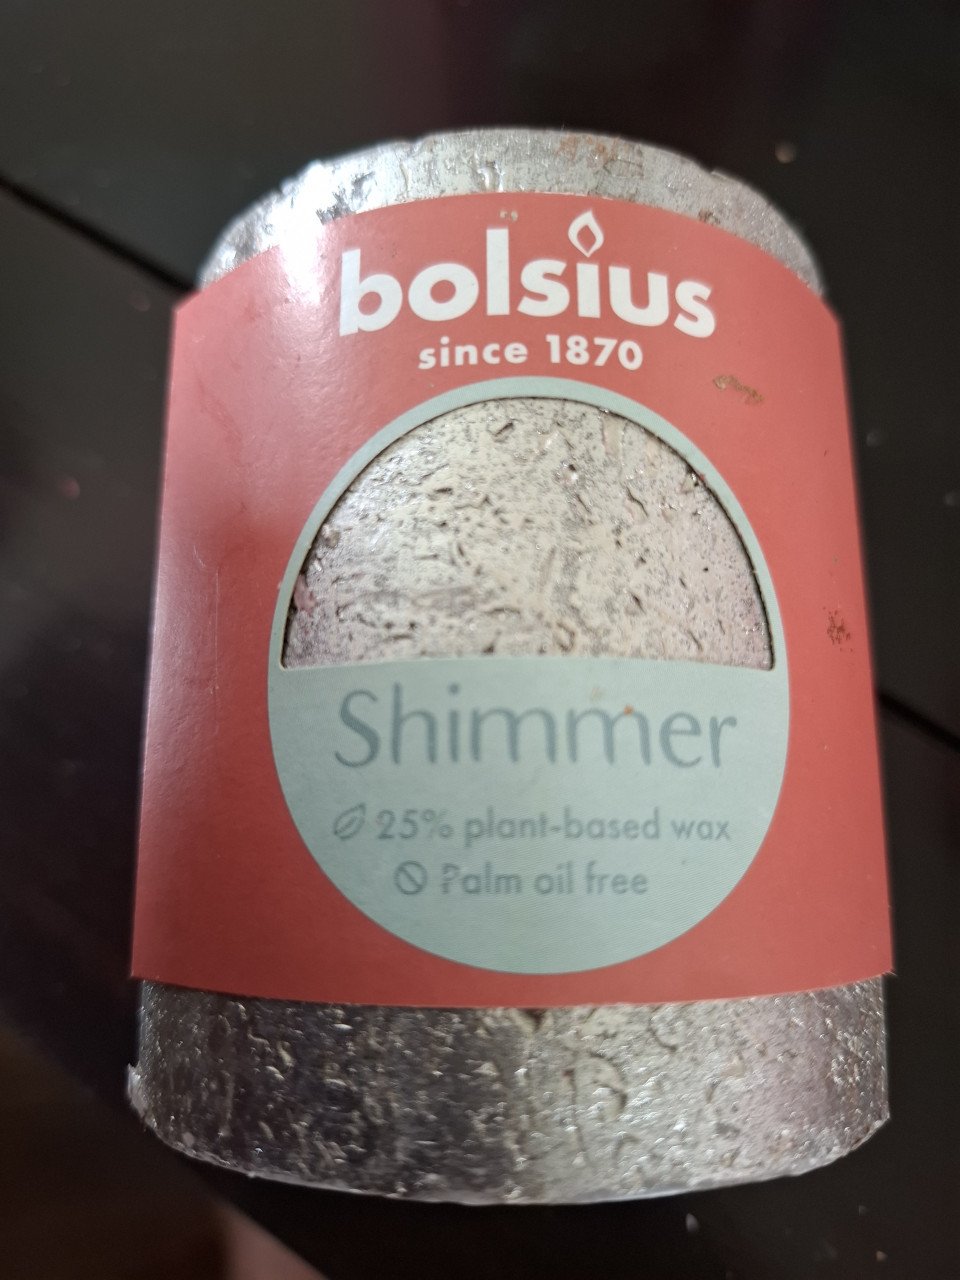 bolsius
since 1870
Shimmer
25% plant-based wax
Palm oil free